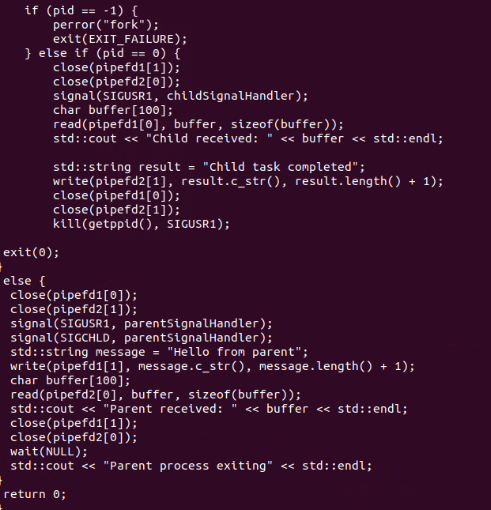 if (pid == -1) {
perror("fork");
exit(EXIT_FAILURE);
} else if (pid == 0) {
close(pipefd1[1]);
close(pipefd2[0]);
signal(SIGUSR1, childSignalHandler);
char buffer[100];
read(pipefd1[0], buffer, sizeof(buffer));
std::cout << "Child received: " << buffer << std::endl;
std::string result = "Child task completed";
write(pipefd2[1], result.c_str(), result.length() + 1);
close(pipefd1[0]);
close(pipefd2[1]);
kill(getppid(), SIGUSR1);
exit(0);
}
else {
close(pipefd1[0]);
close(pipefd2[1]);
signal(SIGUSR1, parentSignalHandler);
signal(SIGCHLD, parentSignalHandler);
std::string message = "Hello from parent";
write(pipefd1[1], message.c_str(), message.length() + 1);
char buffer[100];
read(pipefd2[0], buffer, sizeof(buffer));
std::cout << "Parent received: " << buffer << std::endl;
close(pipefd1[1]);
close(pipefd2[0]);
wait(NULL);
std::cout << "Parent process exiting" << std::endl;
}
return 0;
}